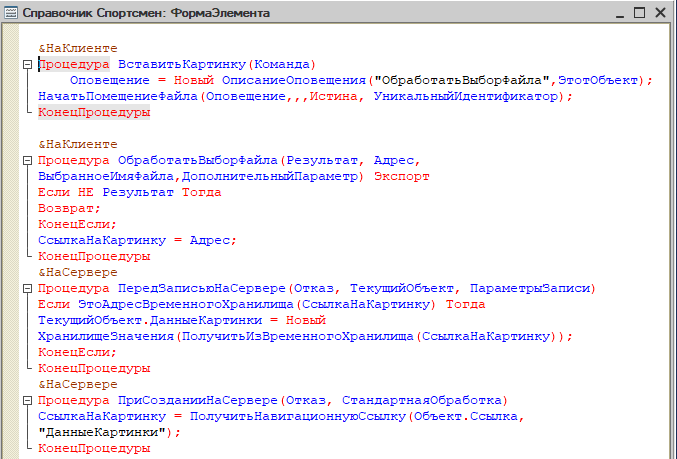 Справочник Спортсмен: ФормаЭлемента
&НаКлиенте
Процедура ВставитьКартинку(Команда)
Оповещение = Новый ОписаниеОповещения("ОбработатьВыборФайла",ЭтотОбъект);
НачатьПомещениеФайла(Оповещение,,,Истина, УникальныйИдентификатор);
КонецПроцедуры
&НаКлиенте
Процедура ОбработатьВыборФайла(Результат, Адрес,
ВыбранноеИмяФайла,ДополнительныйПараметр) Экспорт
Если НЕ Результат Тогда
Возврат;
КонецЕсли;
СсылкаНаКартинку = Адрес;
КонецПроцедуры
&НаСервере
Процедура ПередЗаписьюНаСервере(Отказ, ТекущийОбъект, ПараметрыЗаписи)
Если ЭтоАдресВременногоХранилища(СсылкаНаКартинку) Тогда
ТекущийОбъект.ДанныеКартинки = Новый
ХранилищеЗначения(ПолучитьИзВременногоХранилища(СсылкаНаКартинку));
КонецЕсли;
КонецПроцедуры
&НаСервере
Процедура ПриСозданииНаСервере(Отказ, СтандартнаяОбработка)
СсылкаНаКартинку = ПолучитьНавигационнуюСсылку(Объект.Ссылка,
"ДанныеКартинки");
КонецПроцедуры